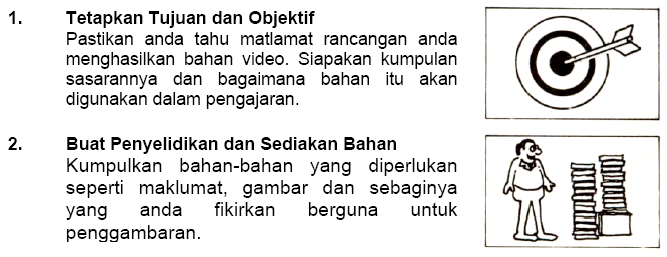 1. Tetapkan Tujuan dan Objektif
Pastikan anda tahu matlamat rancangan anda
menghasilkan bahan video. Siapakan kumpulan
sasarannya dan bagaimana bahan itu akan
digunakan dalam pengajaran.
2. Buat Penyelidikan dan Sediakan Bahan
Kumpulkan bahan-bahan yang diperlukan
seperti maklumat, gambar dan sebaginya
yang anda fikirkan berguna untuk
penggambaran.